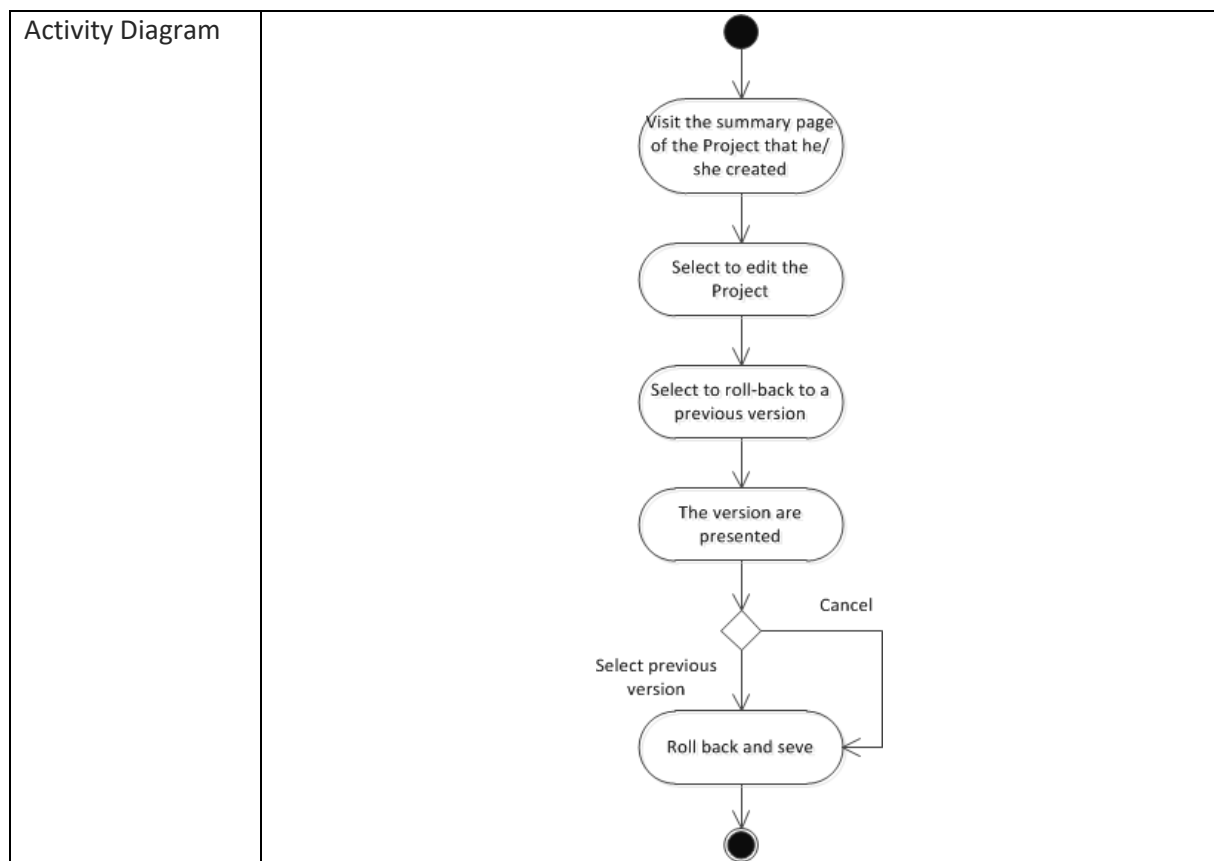 Activity Diagram
Visit the summary page
of the Project that he/
she created
Select to edit the
Project
Select to roll-back to a
previous version
The version are
presented
Cancel
Select previous
version
Roll back and seve